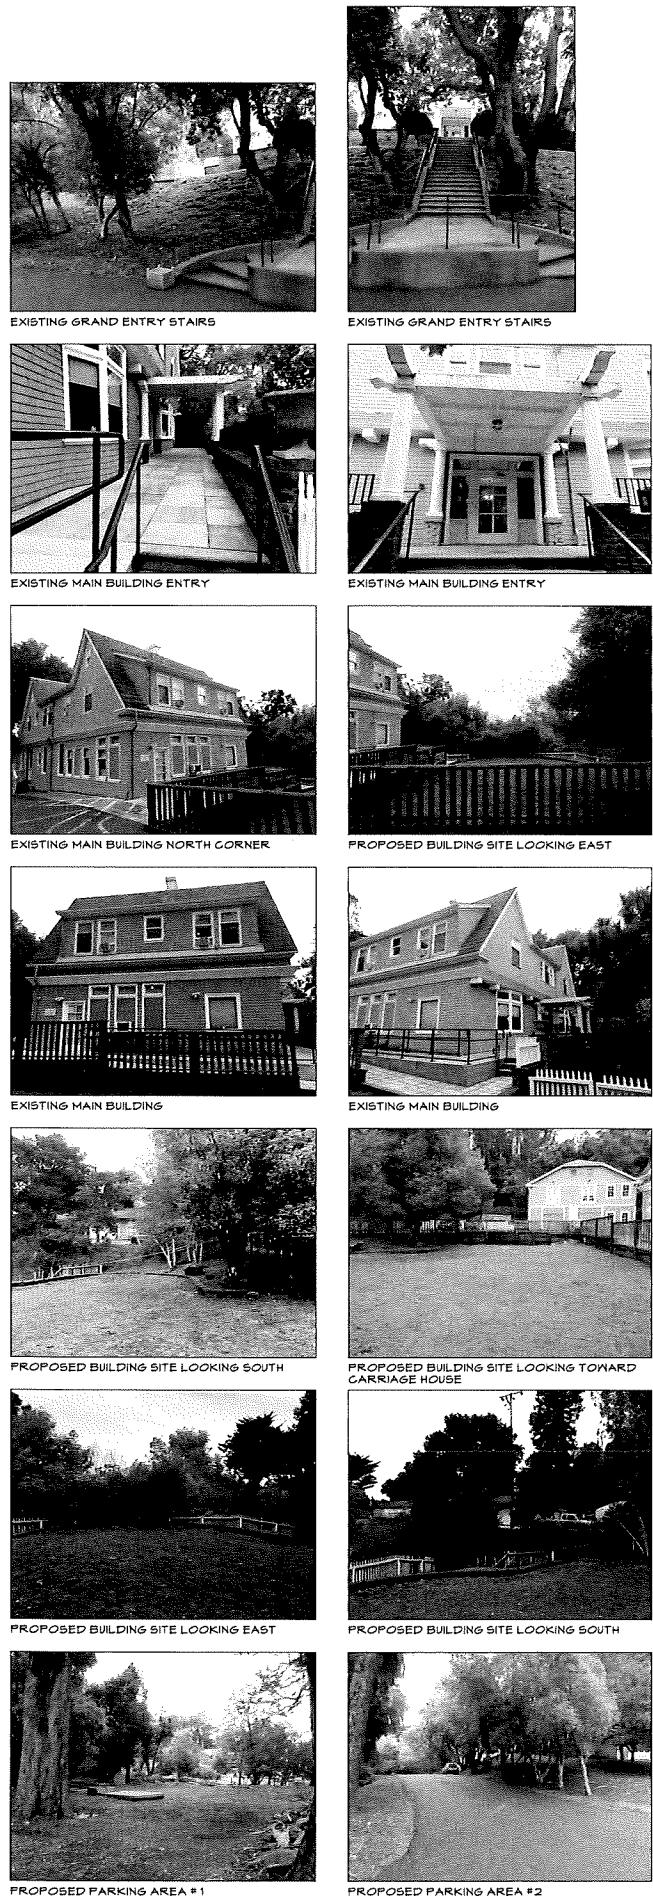 EXISTING GRAND ENTRY STAIRS
EXISTING GRAND ENTRY STAIRS
EXISTING MAIN BUILDING ENTRY
EXISTING MAIN BUILDING ENTRY
EXISTING MAIN BUILDING NORTH CORNER
PROPOSED BUILDING SITE LOOKING EAST
EXISTING MAIN BUILDING
EXISTING MAIN BUILDING
PROPOSED BUILDING SITE LOOKING SOUTH
PROPOSED BUILDING SITE LOOKING TOWARD
CARRIAGE HOUSE
PROPOSED BUILDING SITE LOOKING EAST
PROPOSED BUILDING SITE LOOKING SOUTH
PROPOSED PARKING AREA #1
PROPOSED PARKING AREA #2